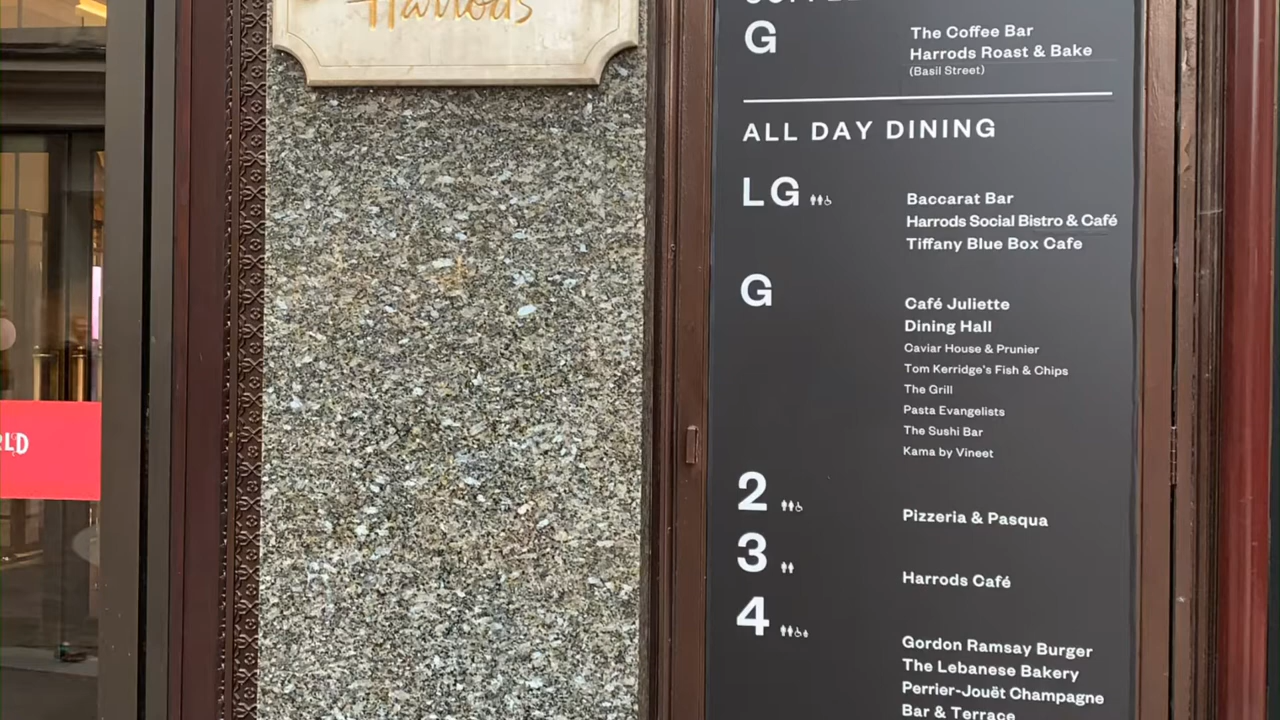 Harrods
RLD
G
The Coffee Bar
Harrods Roast & Bake
(Basil Street)
ALL DAY DINING
LG
Baccarat Bar
Harrods Social Bistro & Café
Tiffany Blue Box Cafe
G
Café Juliette
Dining Hall
Caviar House & Prunier
Tom Kerridge's Fish & Chips
The Grill
Pasta Evangelists
The Sushi Bar
Kama by Vineet
2
Pizzeria & Pasqua
3
Harrods Café
4
Gordon Ramsay Burger
The Lebanese Bakery
Perrier-Jouët Champagne
Bar & Terrace